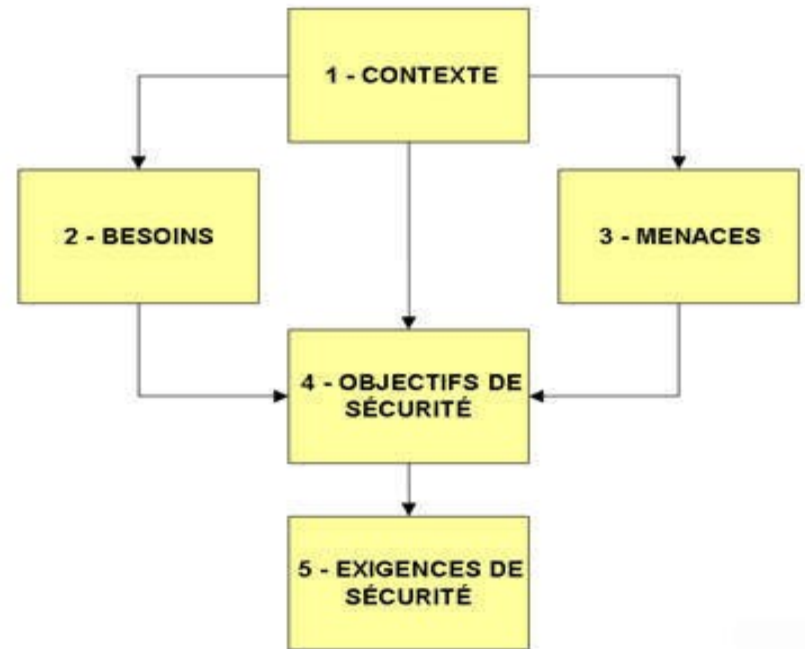 1 - CONTEXTE
2 - BESOINS
3 - MENACES
4 - OBJECTIFS DE
SÉCURITÉ
5 - EXIGENCES DE
SÉCURITÉ